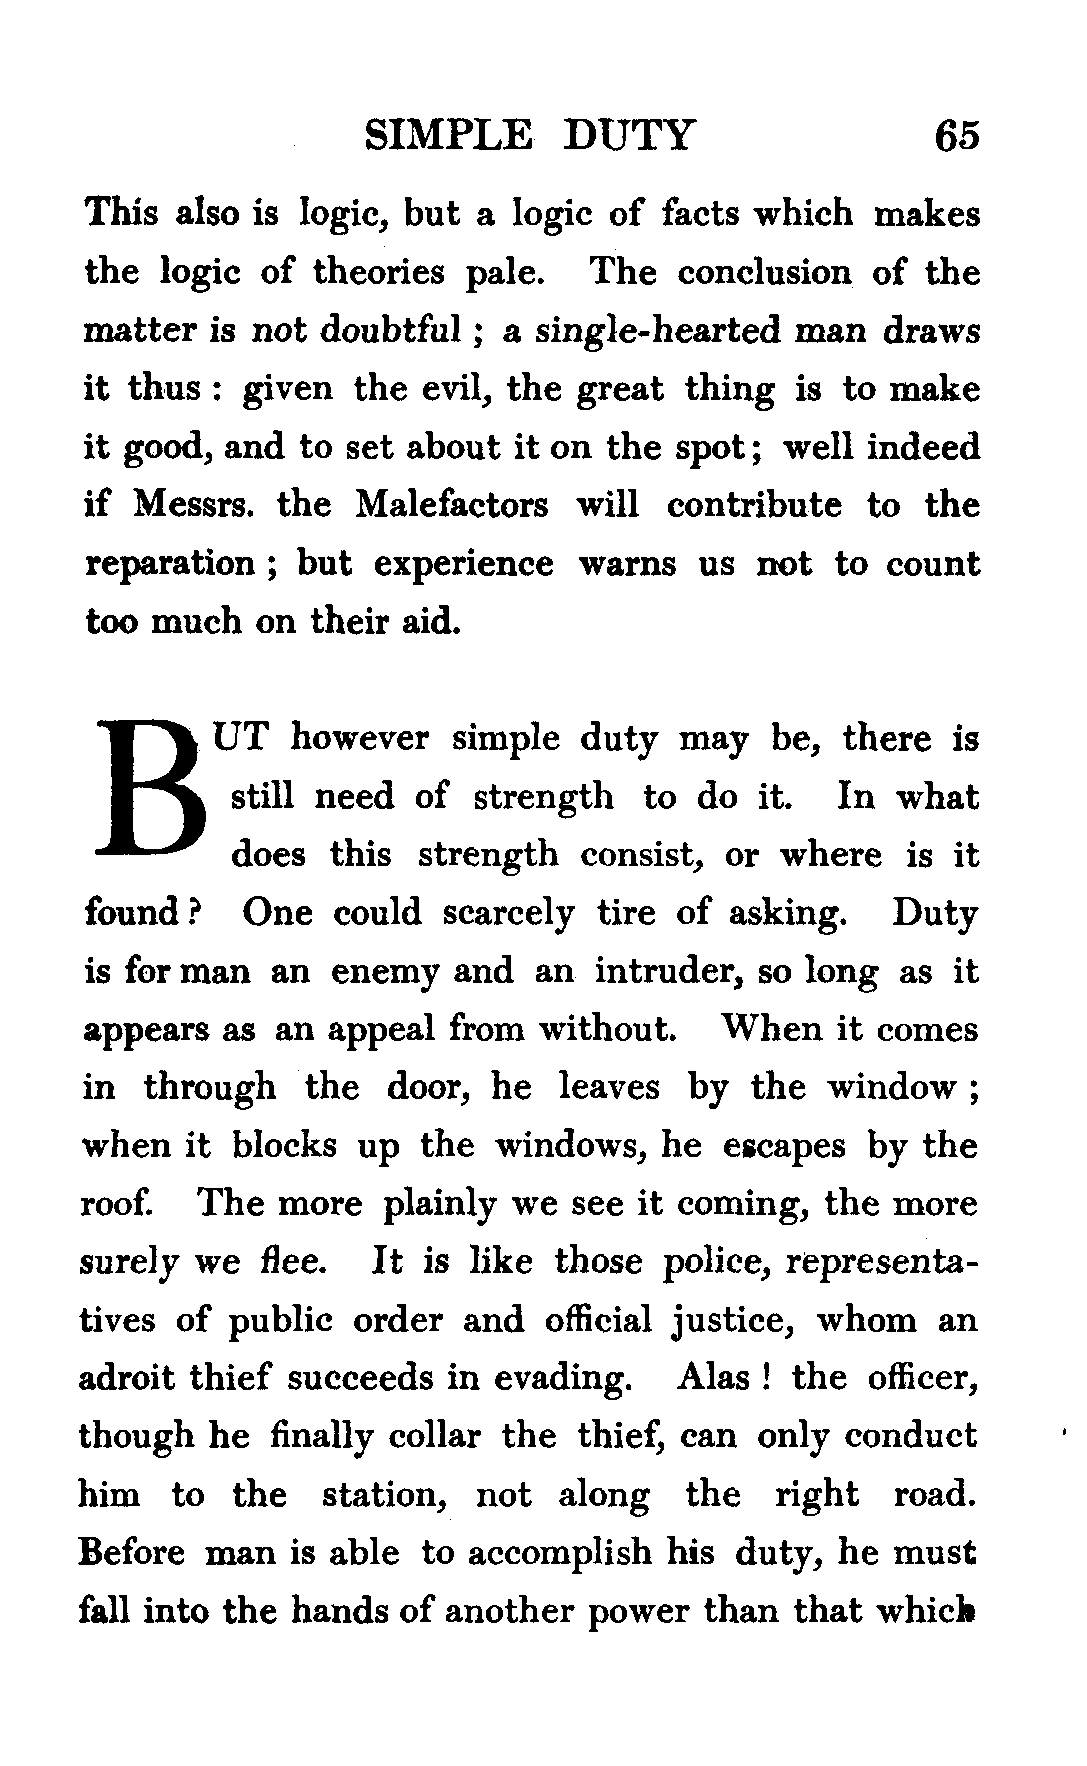 SIMPLE DUTY 65
This also is logic, but a logic of facts which makes
the logic of theories pale. The conclusion of the
matter is not doubtful ; a single-hearted man draws
it thus : given the evil, the great thing is to make
it good, and to set about it on the spot; well indeed
if Messrs. the Malefactors will contribute to the
reparation ; but experience warns us not to count
too much on their aid.
BUT however simple duty may be, there is
still need of strength to do it. In what
does this strength consist, or where is it
found ? One could scarcely tire of asking. Duty
is for man an enemy and an intruder, so long as it
appears as an appeal from without. When it comes
in through the door, he leaves by the window ;
when it blocks up the windows, he escapes by the
roof. The more plainly we see it coming, the more
surely we flee. It is like those police, representa-
tives of public order and official justice, whom an
adroit thief succeeds in evading. Alas ! the officer,
though he finally collar the thief, can only conduct
him to the station, not along the right road.
Before man is able to accomplish his duty, he must
fall into the hands of another power than that which